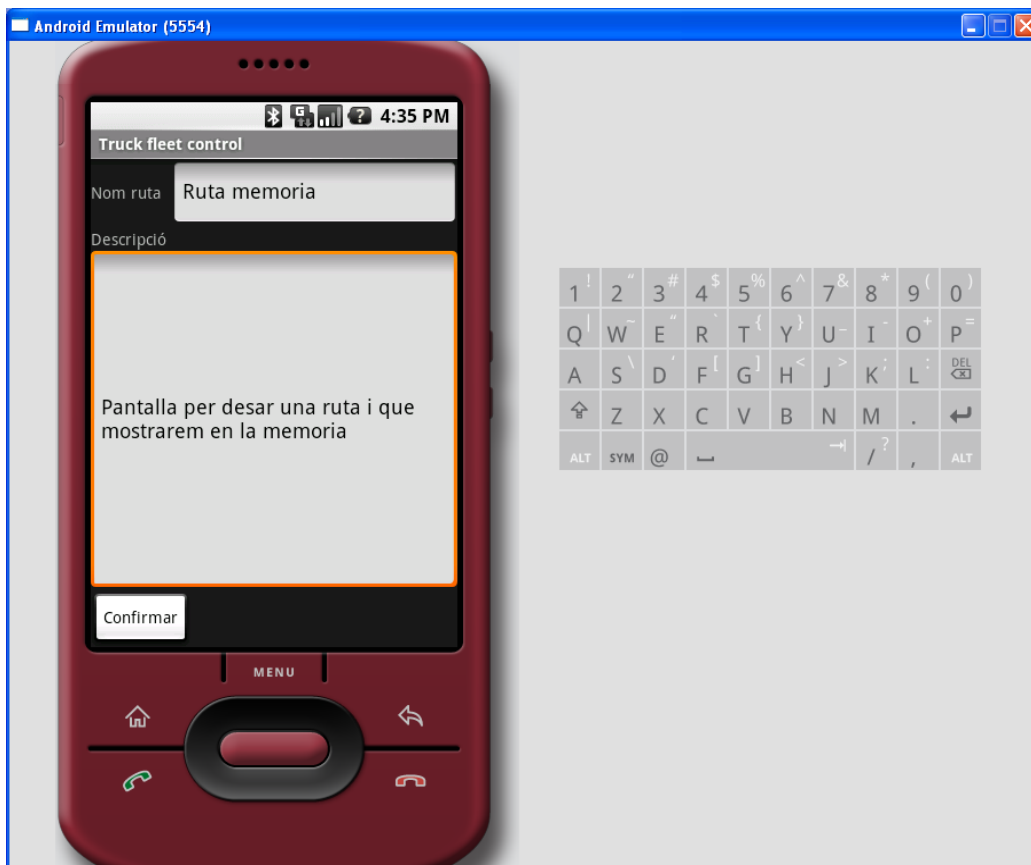 Android Emulator (5554)
4:35 PM
Truck fleet control
Nom ruta Ruta memoria
Descripció
Pantalla per desar una ruta i que
mostrarem en la memoria
Confirmar
MENU
1 ! 2 “ 3 # 4 $ 5 % 6 ^ 7 & 8 * 9 ( 0 )
Q | W ~ E “ R ` T { Y } U - I - O + P =
A S \ D ‘ F [ G ] H < J > K ; L : DEL
Z X C V B N M .
ALT SYM @ / ? , ALT